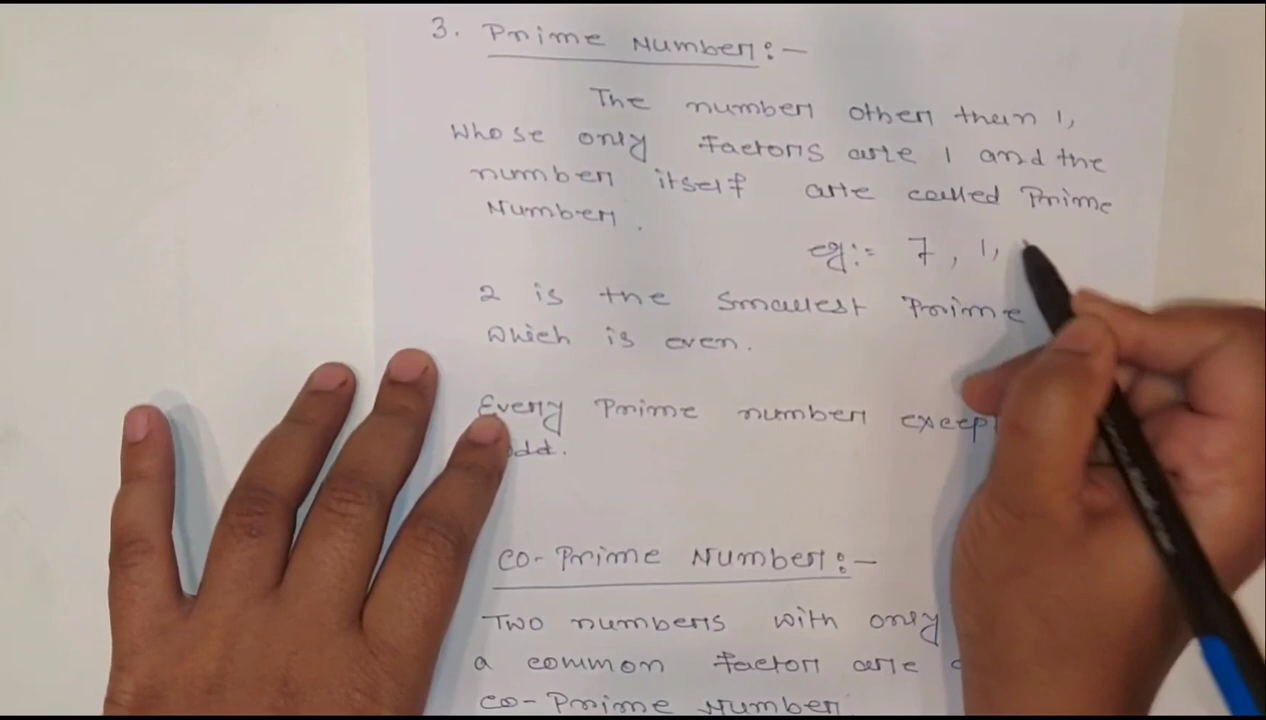 3. Prime Number:-
The number other than 1,
whose only factors are 1 and the
number itself are called Prime
Number.
eg:= 7, 1,
2 is the smallest Prime
which is even.
Every Prime number except
odd.
Co-Prime Number:-
Two numbers with only
a common factor are
Co-Prime Number